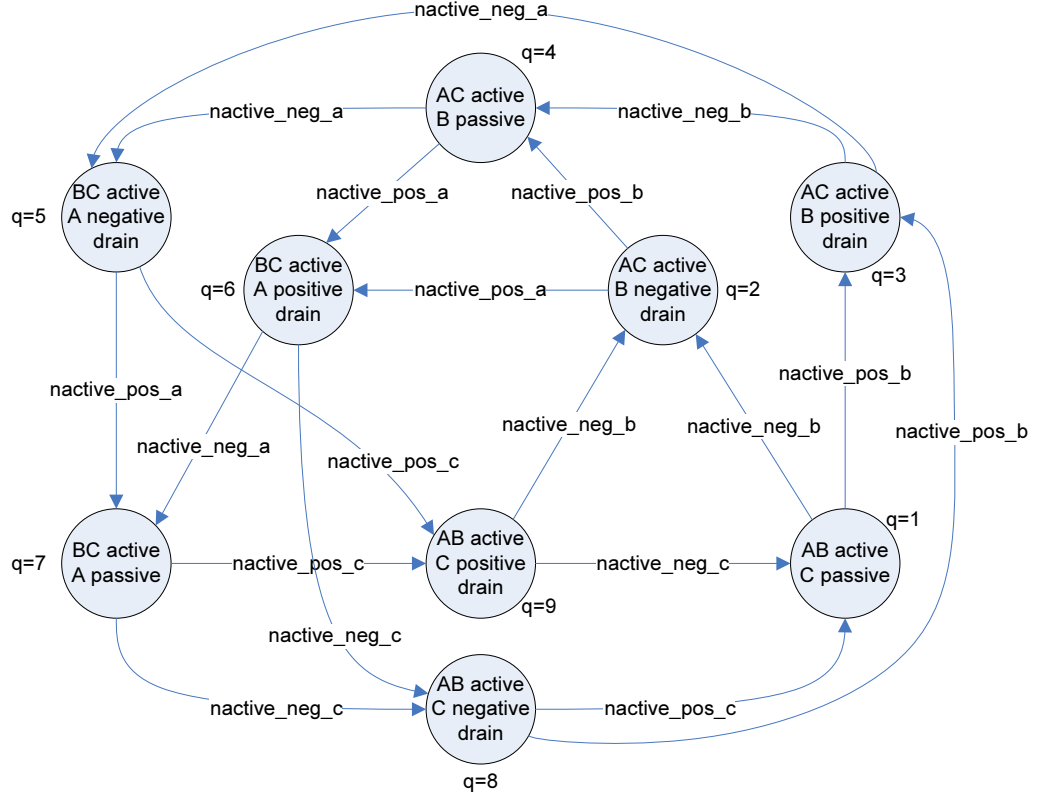 nactive_neg_a
q=4
AC active
B passive
nactive_neg_a
nactive_neg_b
BC active
A negative
drain
q=5
nactive_pos_a
nactive_pos_b
AC active
B positive
drain
q=3
BC active
A positive
drain
q=6
nactive_pos_a
AC active
B negative
drain
q=2
nactive_pos_a
nactive_pos_b
nactive_neg_a
nactive_pos_c
nactive_neg_b
nactive_neg_b
nactive_pos_b
q=7
BC active
A passive
nactive_pos_c
AB active
C positive
drain
q=9
nactive_neg_c
q=1
AB active
C passive
nactive_neg_c
nactive_neg_c
AB active
C negative
drain
nactive_pos_c
q=8